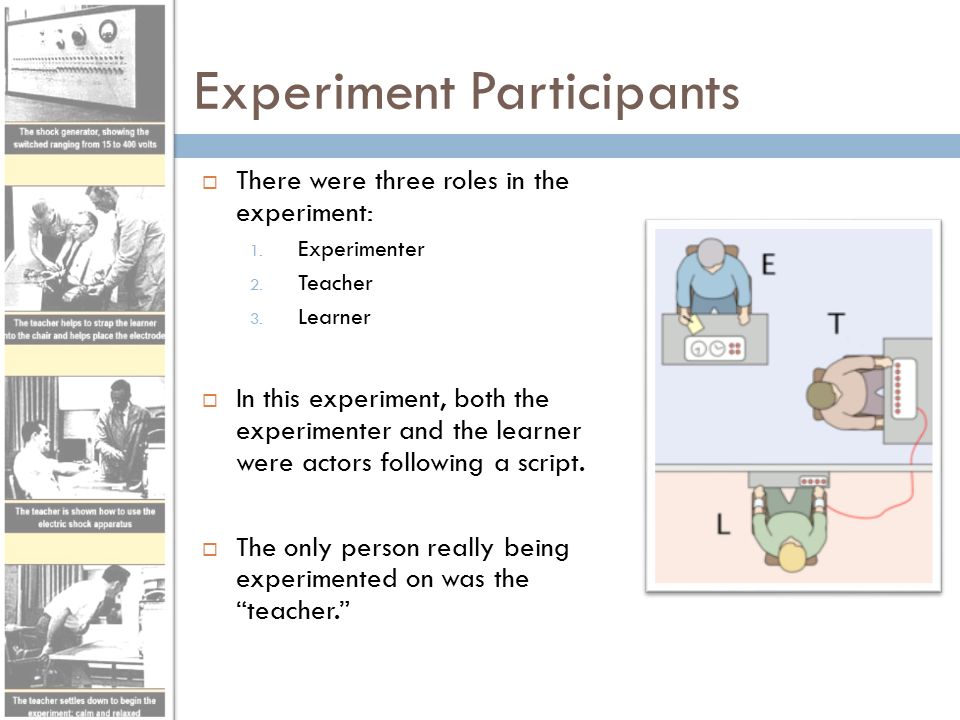 Experiment Participants
The shock generator, showing the
switched ranging from 15 to 400 volts
The teacher helps to strap the learner
into the chair and helps place the electrode
The teacher is shown how to use the
electric shock apparatus
The teacher settles down to begin the
experiment: calm and relaxed
There were three roles in the
experiment:
1. Experimenter
2. Teacher
3. Learner
In this experiment, both the
experimenter and the learner
were actors following a script.
The only person really being
experimented on was the
“teacher.”
E
T
L